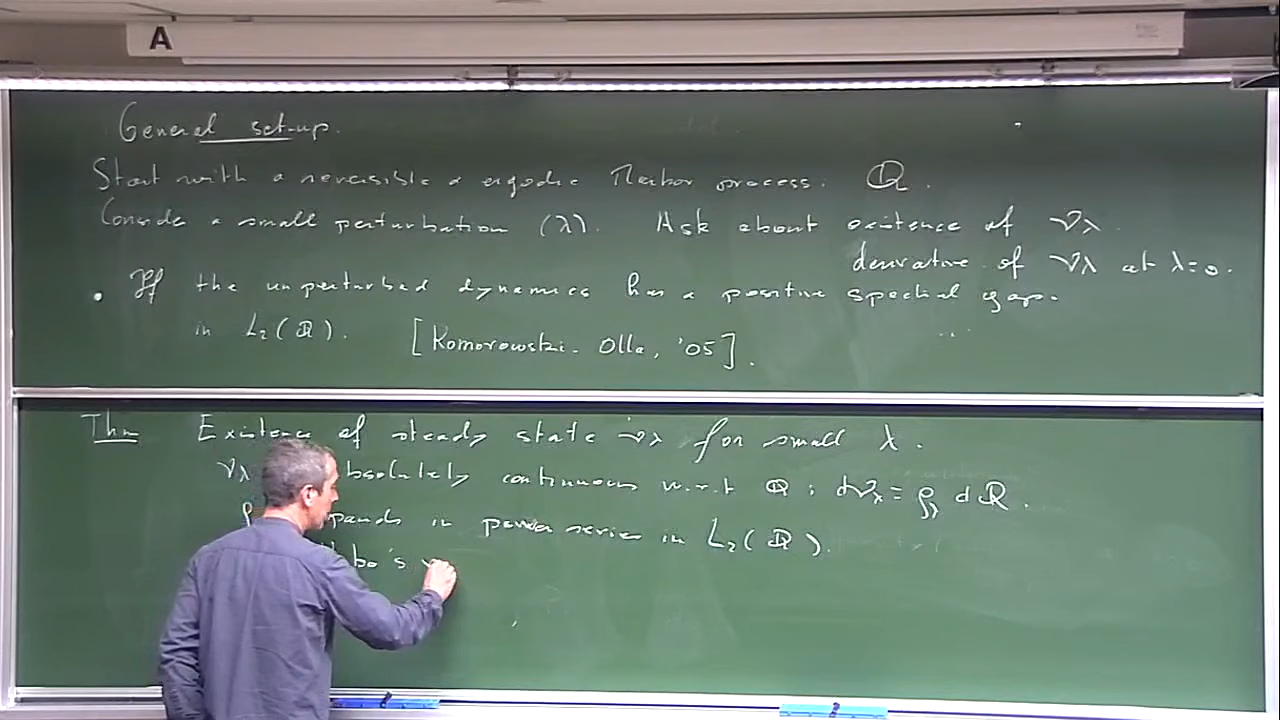 A
General set-up.
Start with a reversible & ergodic Markov process. ℚ.
Consider a small perturbation (λ). Ask about existence of νλ
derivative of νλ at λ=0.
• If the unperturbed dynamics has a positive spectral gap.
in L₂(ℚ). [Komorowski - Olla, '05].
Thm Existence of steady state νλ for small λ.
νλ absolutely continuous w.r.t ℚ : dνλ = ρλ dℚ.
pands in power series in L₂(ℚ).
bo's